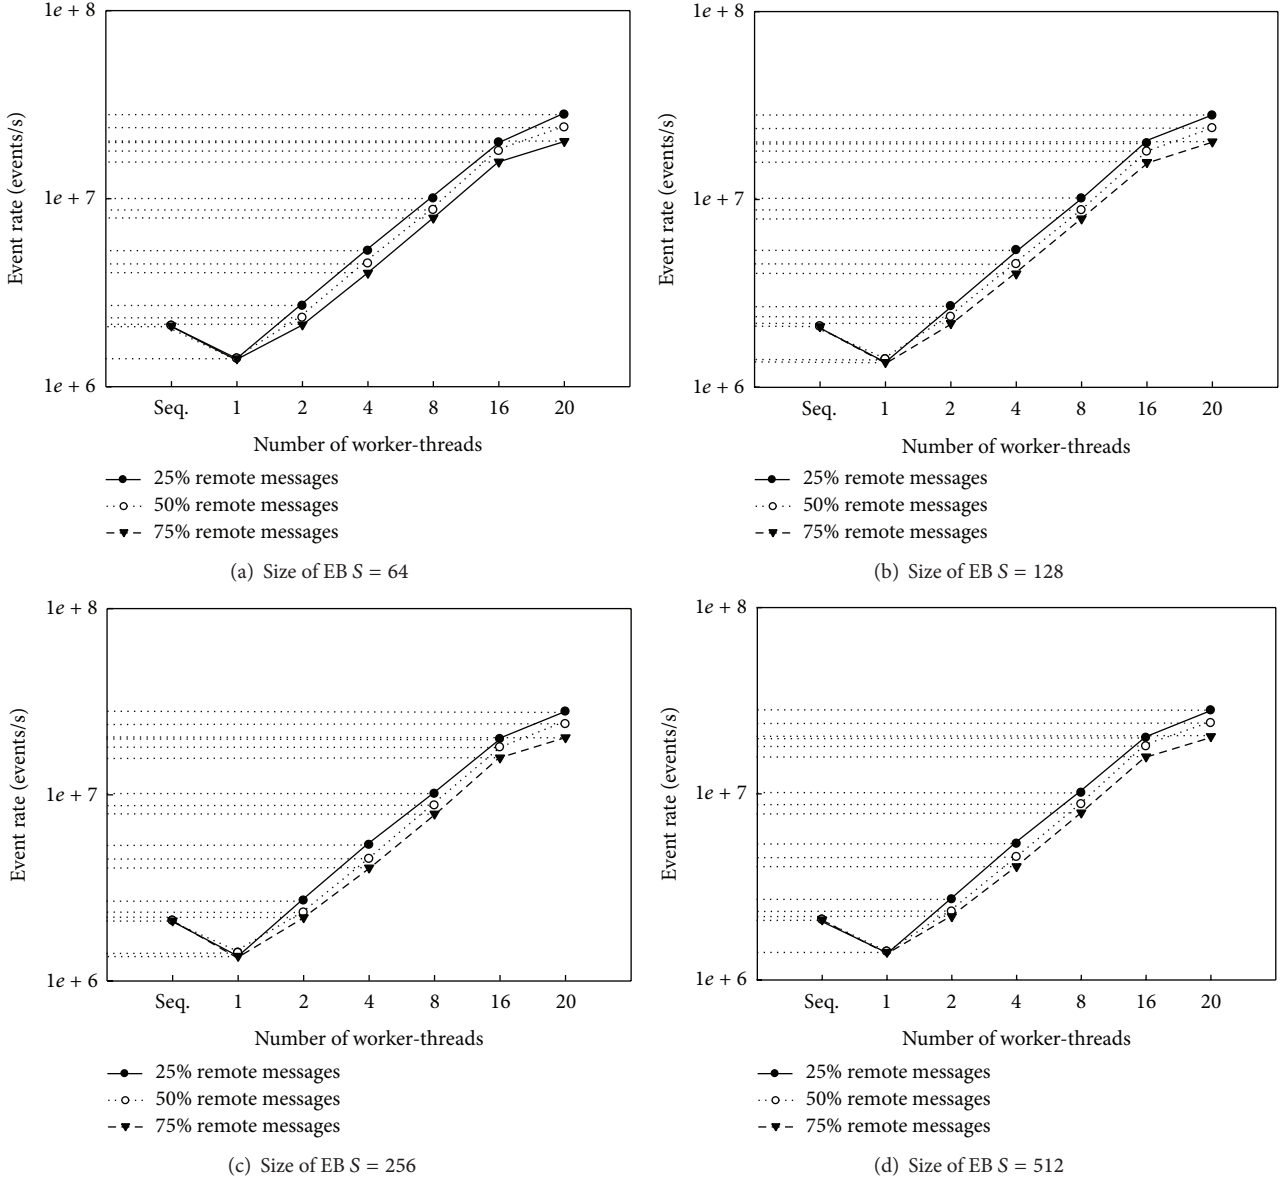 1e + 8
1e + 7
1e + 6
Event rate (events/s)
Seq. 1 2 4 8 16 20
Number of worker-threads
25% remote messages
50% remote messages
75% remote messages
(a) Size of EB S = 64
1e + 8
1e + 7
1e + 6
Event rate (events/s)
Seq. 1 2 4 8 16 20
Number of worker-threads
25% remote messages
50% remote messages
75% remote messages
(b) Size of EB S = 128
1e + 8
1e + 7
1e + 6
Event rate (events/s)
Seq. 1 2 4 8 16 20
Number of worker-threads
25% remote messages
50% remote messages
75% remote messages
(c) Size of EB S = 256
1e + 8
1e + 7
1e + 6
Event rate (events/s)
Seq. 1 2 4 8 16 20
Number of worker-threads
25% remote messages
50% remote messages
75% remote messages
(d) Size of EB S = 512